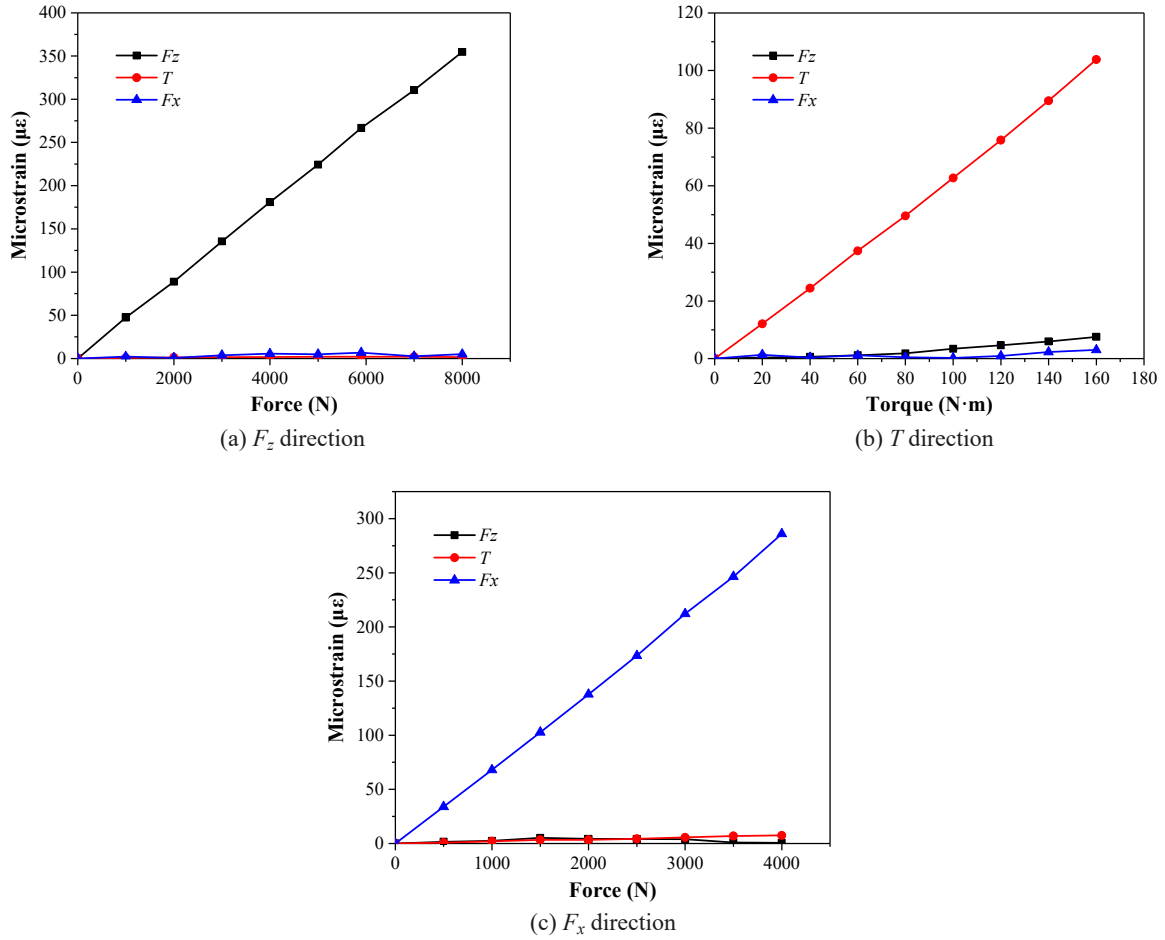 400
350
300
250
200
150
100
50
0
Microstrain (με)
Fz
T
Fx
0 2000 4000 6000 8000
Force (N)
(a) Fz direction
120
100
80
60
40
20
0
Microstrain (με)
Fz
T
Fx
0 20 40 60 80 100 120 140 160 180
Torque (N·m)
(b) T direction
300
250
200
150
100
50
0
Microstrain (με)
Fz
T
Fx
0 1000 2000 3000 4000
Force (N)
(c) Fx direction